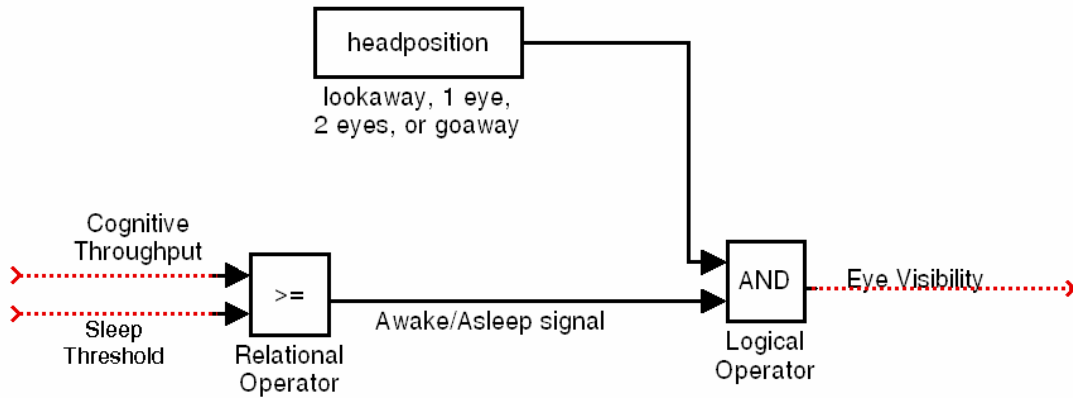 headposition
lookaway, 1 eye,
2 eyes, or goaway
Cognitive
Throughput
>=
Sleep
Threshold
Relational
Operator
Awake/Asleep signal
AND
Logical
Operator
Eye Visibility